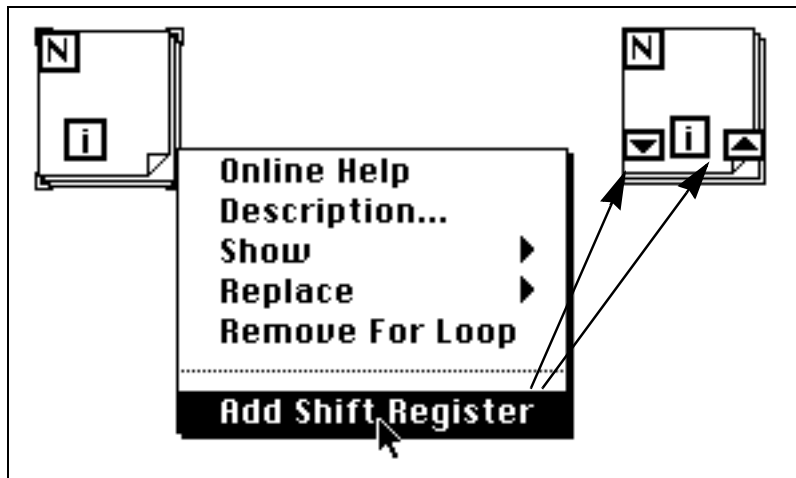 N
i
Online Help
Description...
Show
Replace
Remove For Loop
Add Shift Register
N
i